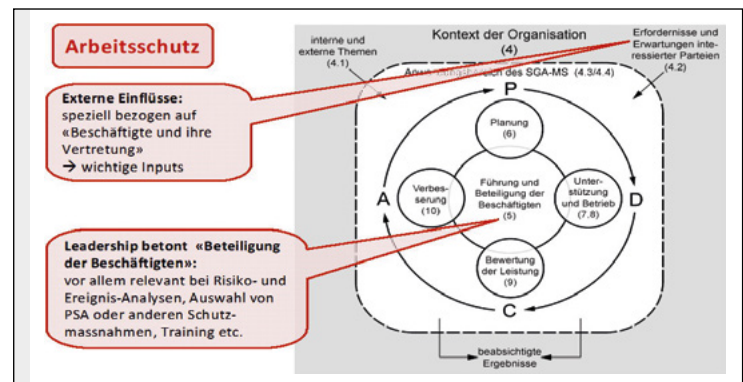 Arbeitsschutz
Externe Einflüsse:
speziell bezogen auf
«Beschäftigte und ihre
Vertretung»
→ wichtige Inputs
Leadership betont «Beteiligung
der Beschäftigten»:
vor allem relevant bei Risiko- und
Ereignis-Analysen, Auswahl von
PSA oder anderen Schutz-
massnahmen, Training etc.
interne und
externe Themen
(4.1)
Kontext der Organisation
(4)
Erfordernisse und
Erwartungen inte-
ressierter Parteien
(4.2)
des SGA-MS (4.3/4.4)
P
Planung
(6)
A
Verbes-
serung
(10)
Führung und
Beteiligung der
Beschäftigten
(5)
Unter-
stützung
und Betrieb
(7,8)
D
Bewertung
der Leistung
(9)
C
beabsichtigte
Ergebnisse